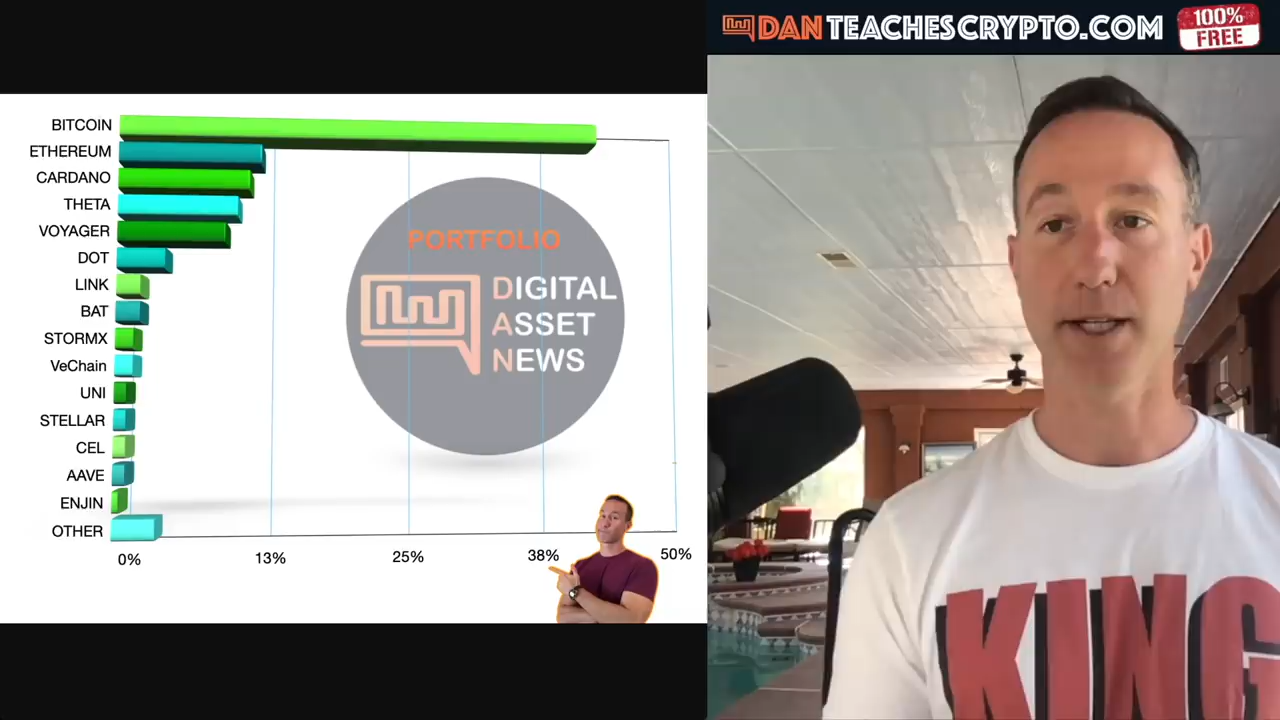 DANTEACHESCRYPTO.COM
100%
FREE
BITCOIN
ETHEREUM
CARDANO
THETA
VOYAGER
DOT
LINK
BAT
STORMX
VeChain
UNI
STELLAR
CEL
AAVE
ENJIN
OTHER
0% 13% 25% 38% 50%
PORTFOLIO
DIGITAL
ASSET
NEWS
KING